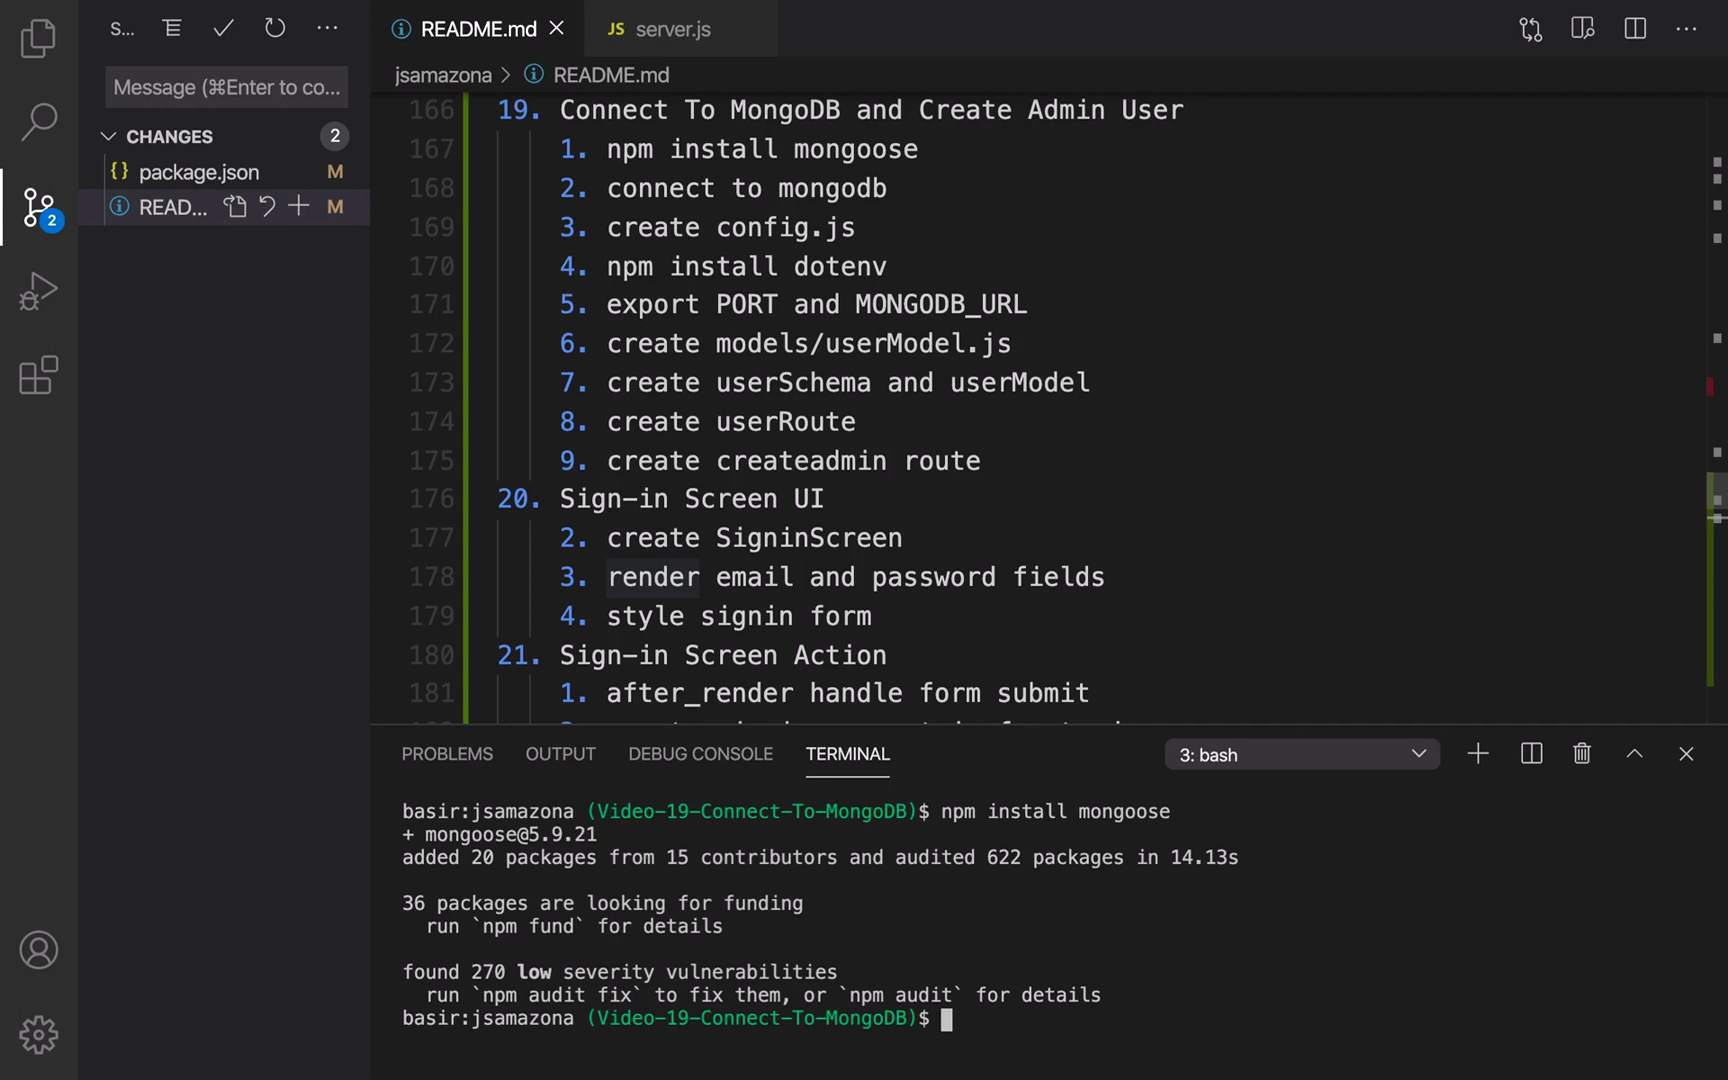 S...
README.md
JS server.js
jsamazona > README.md
Message (⌘Enter to co...
CHANGES 2
{} package.json M
READ... M
2
166 19. Connect To MongoDB and Create Admin User
167 1. npm install mongoose
168 2. connect to mongodb
169 3. create config.js
170 4. npm install dotenv
171 5. export PORT and MONGODB_URL
172 6. create models/userModel.js
173 7. create userSchema and userModel
174 8. create userRoute
175 9. create createadmin route
176 20. Sign-in Screen UI
177 2. create SigninScreen
178 3. render email and password fields
179 4. style signin form
180 21. Sign-in Screen Action
181 1. after_render handle form submit
PROBLEMS OUTPUT DEBUG CONSOLE TERMINAL 3: bash
basir:jsamazona (Video-19-Connect-To-MongoDB)$ npm install mongoose
+ mongoose@5.9.21
added 20 packages from 15 contributors and audited 622 packages in 14.13s
36 packages are looking for funding
run `npm fund` for details
found 270 low severity vulnerabilities
run `npm audit fix` to fix them, or `npm audit` for details
basir:jsamazona (Video-19-Connect-To-MongoDB)$